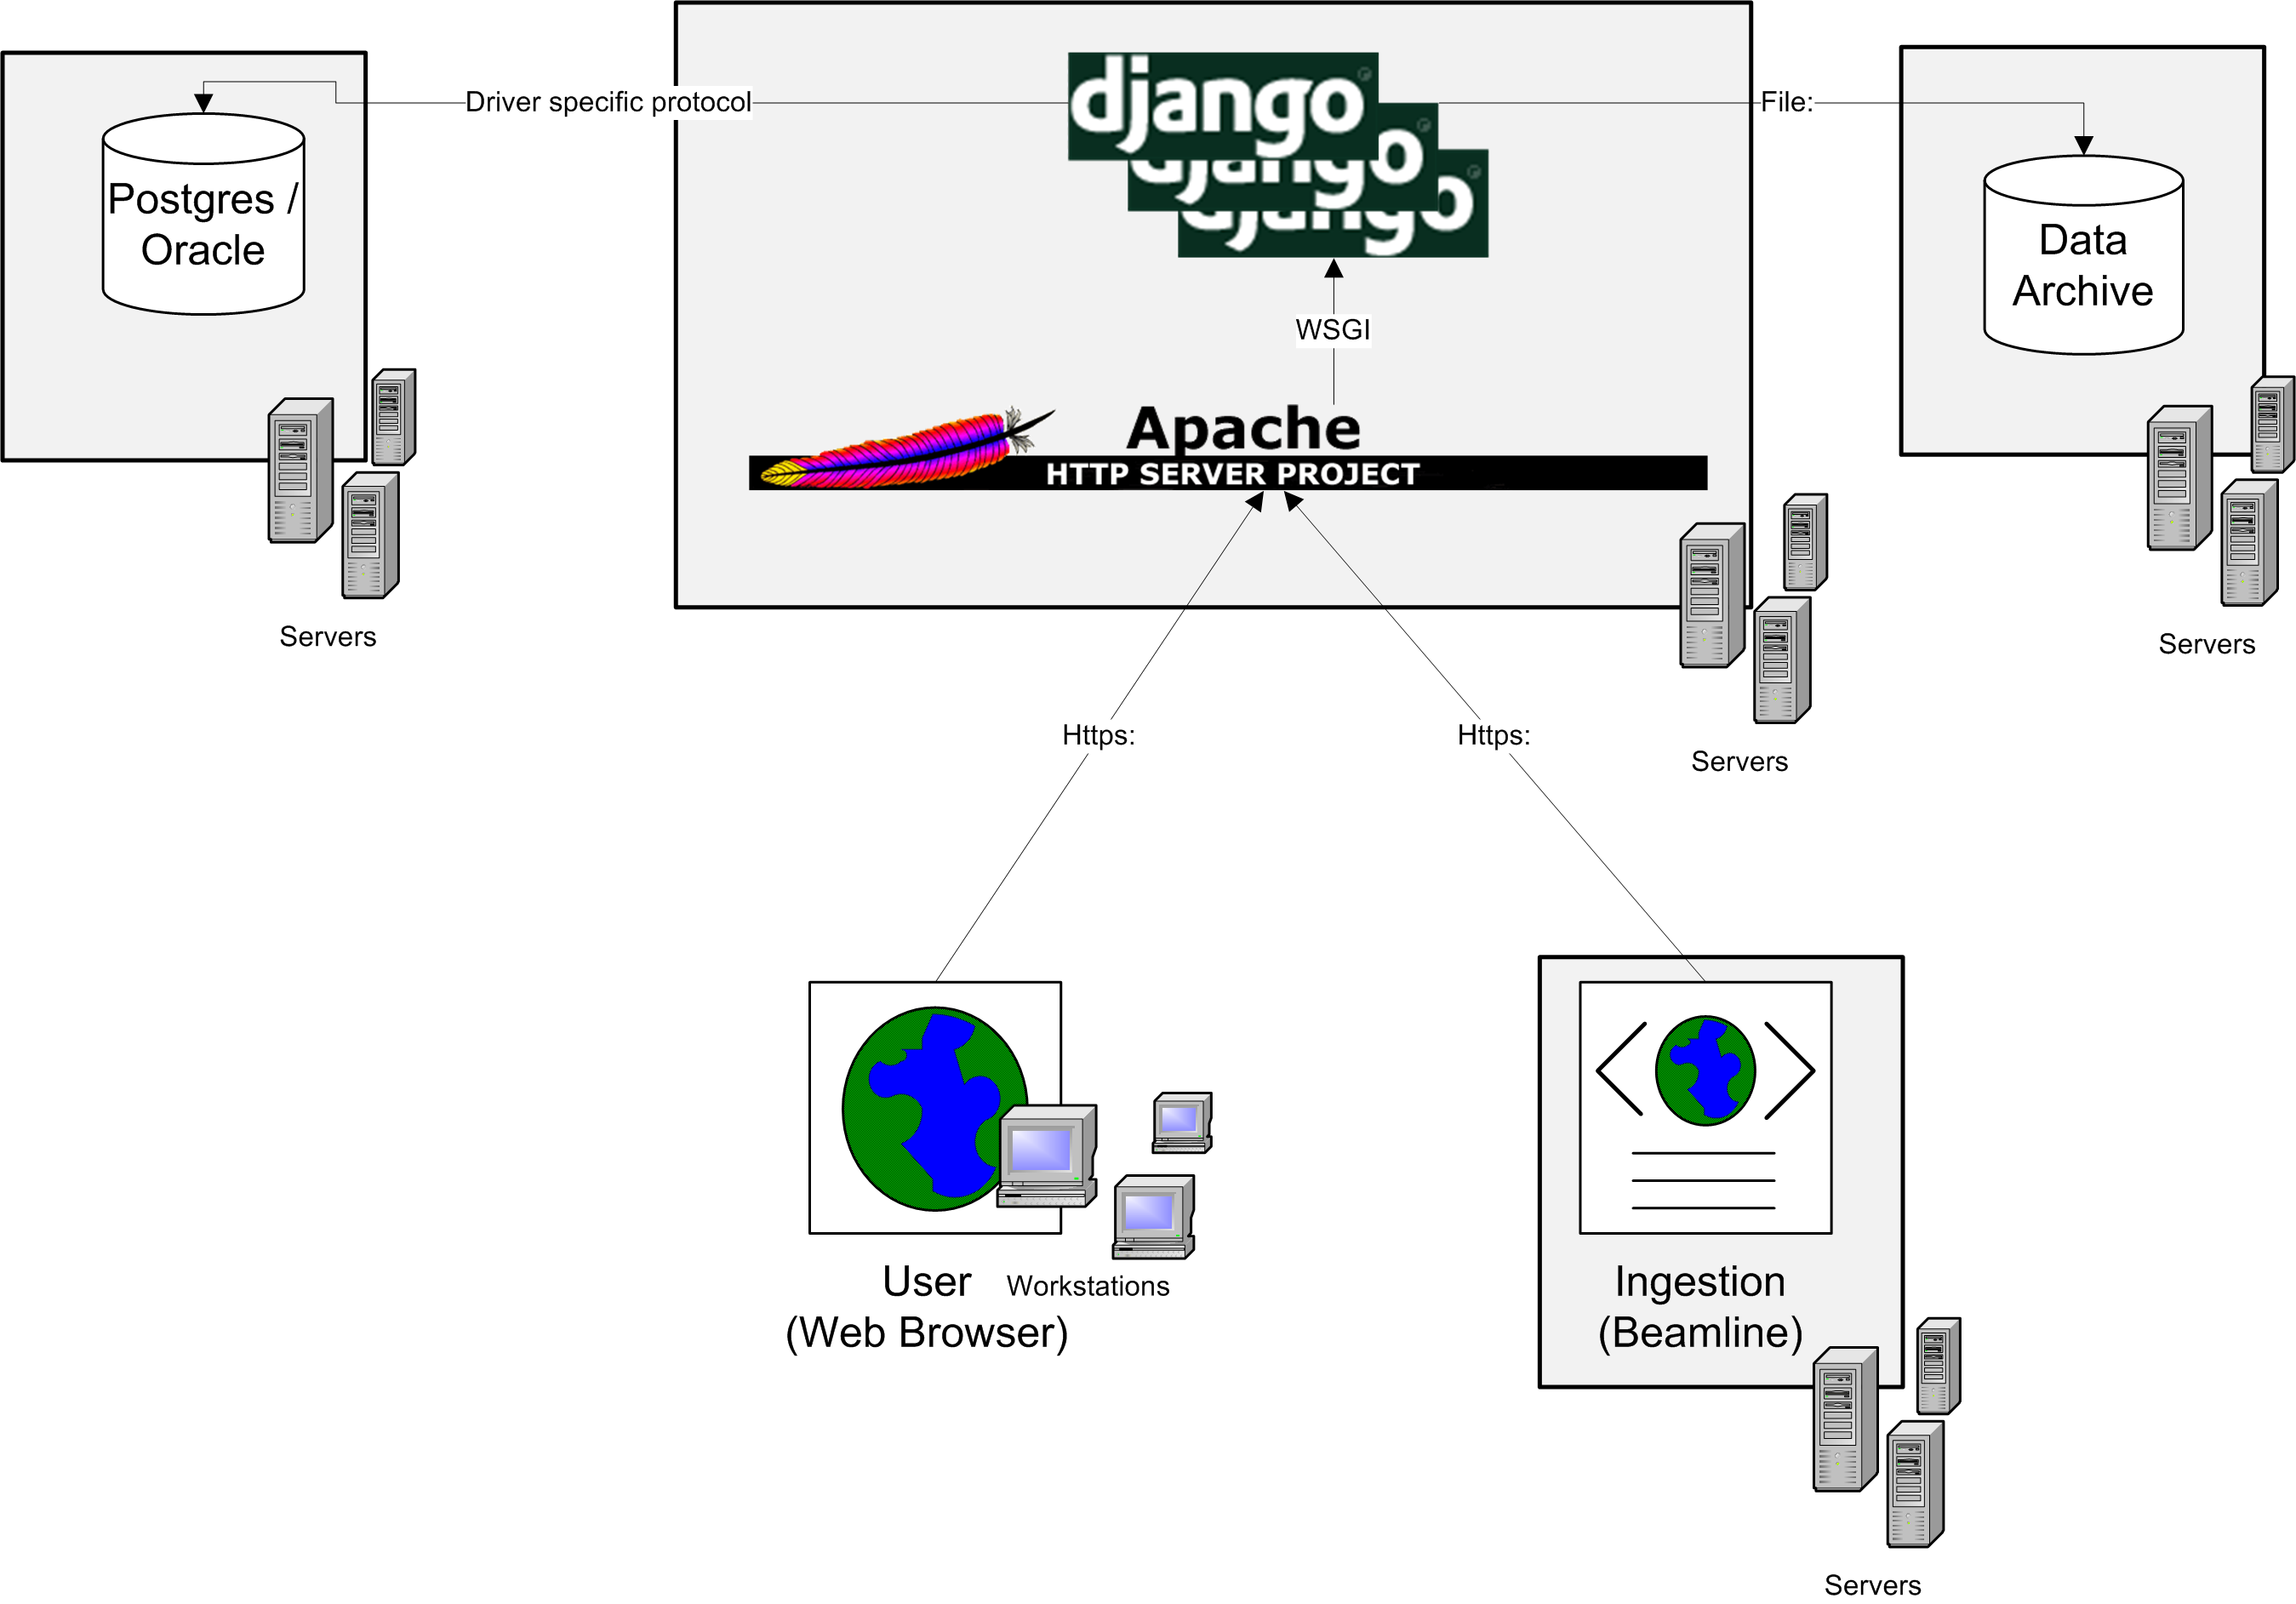 django
django
django
Driver specific protocol
File:
Postgres /
Oracle
Data
Archive
WSGI
Apache
HTTP SERVER PROJECT
Servers
Servers
Servers
Https:
Https:
User
(Web Browser)
Workstations
Ingestion
(Beamline)
Servers